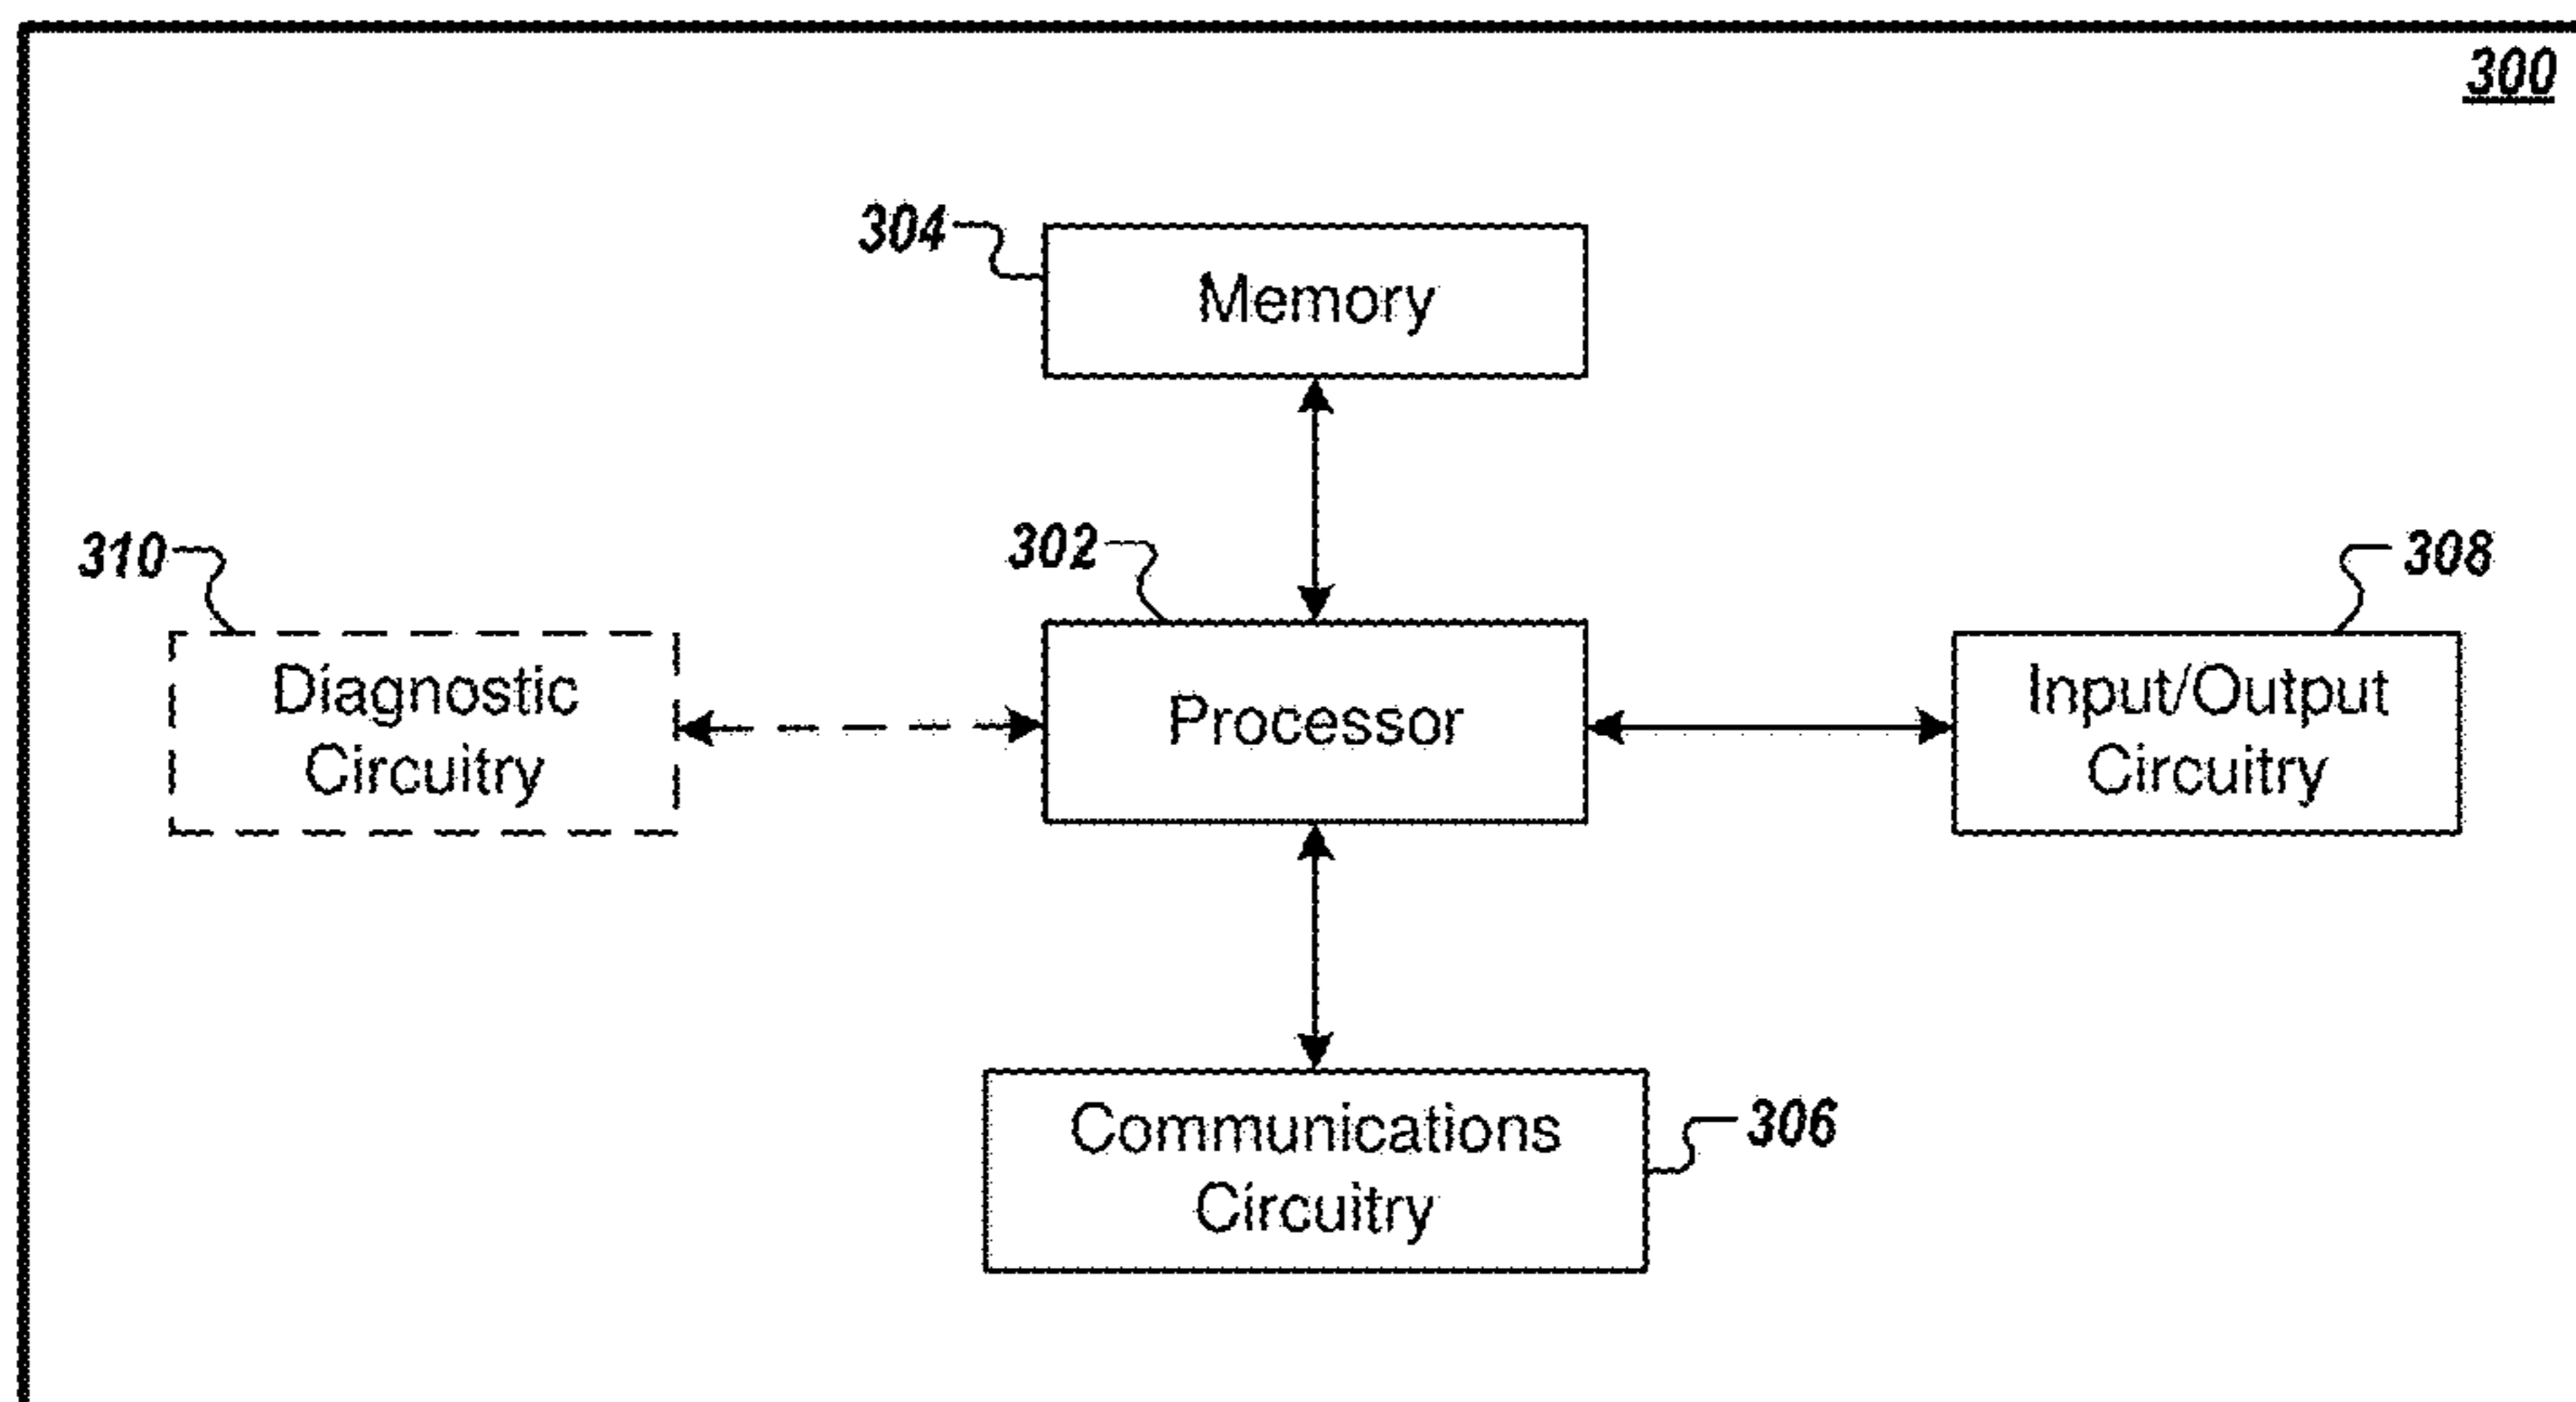 300
304
Memory
310
302
308
Diagnostic
Circuitry
Processor
Input/Output
Circuitry
Communications
Circuitry
306